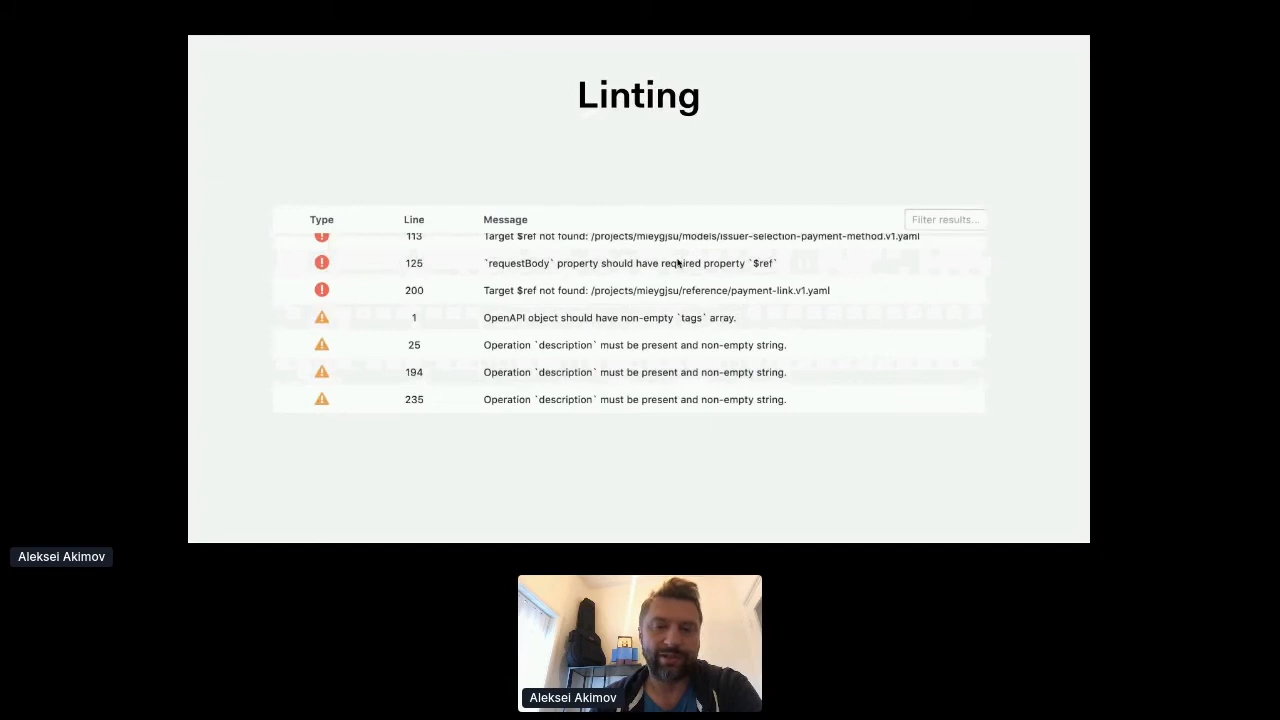 Linting
Type Line Message Filter results...
113 Target $ref not found: /projects/mieygjsu/models/issuer-selection-payment-method.v1.yaml
125 `requestBody` property should have required property `$ref`
200 Target $ref not found: /projects/mieygjsu/reference/payment-link.v1.yaml
1 OpenAPI object should have non-empty `tags` array.
25 Operation `description` must be present and non-empty string.
194 Operation `description` must be present and non-empty string.
235 Operation `description` must be present and non-empty string.
Aleksei Akimov
Aleksei Akimov